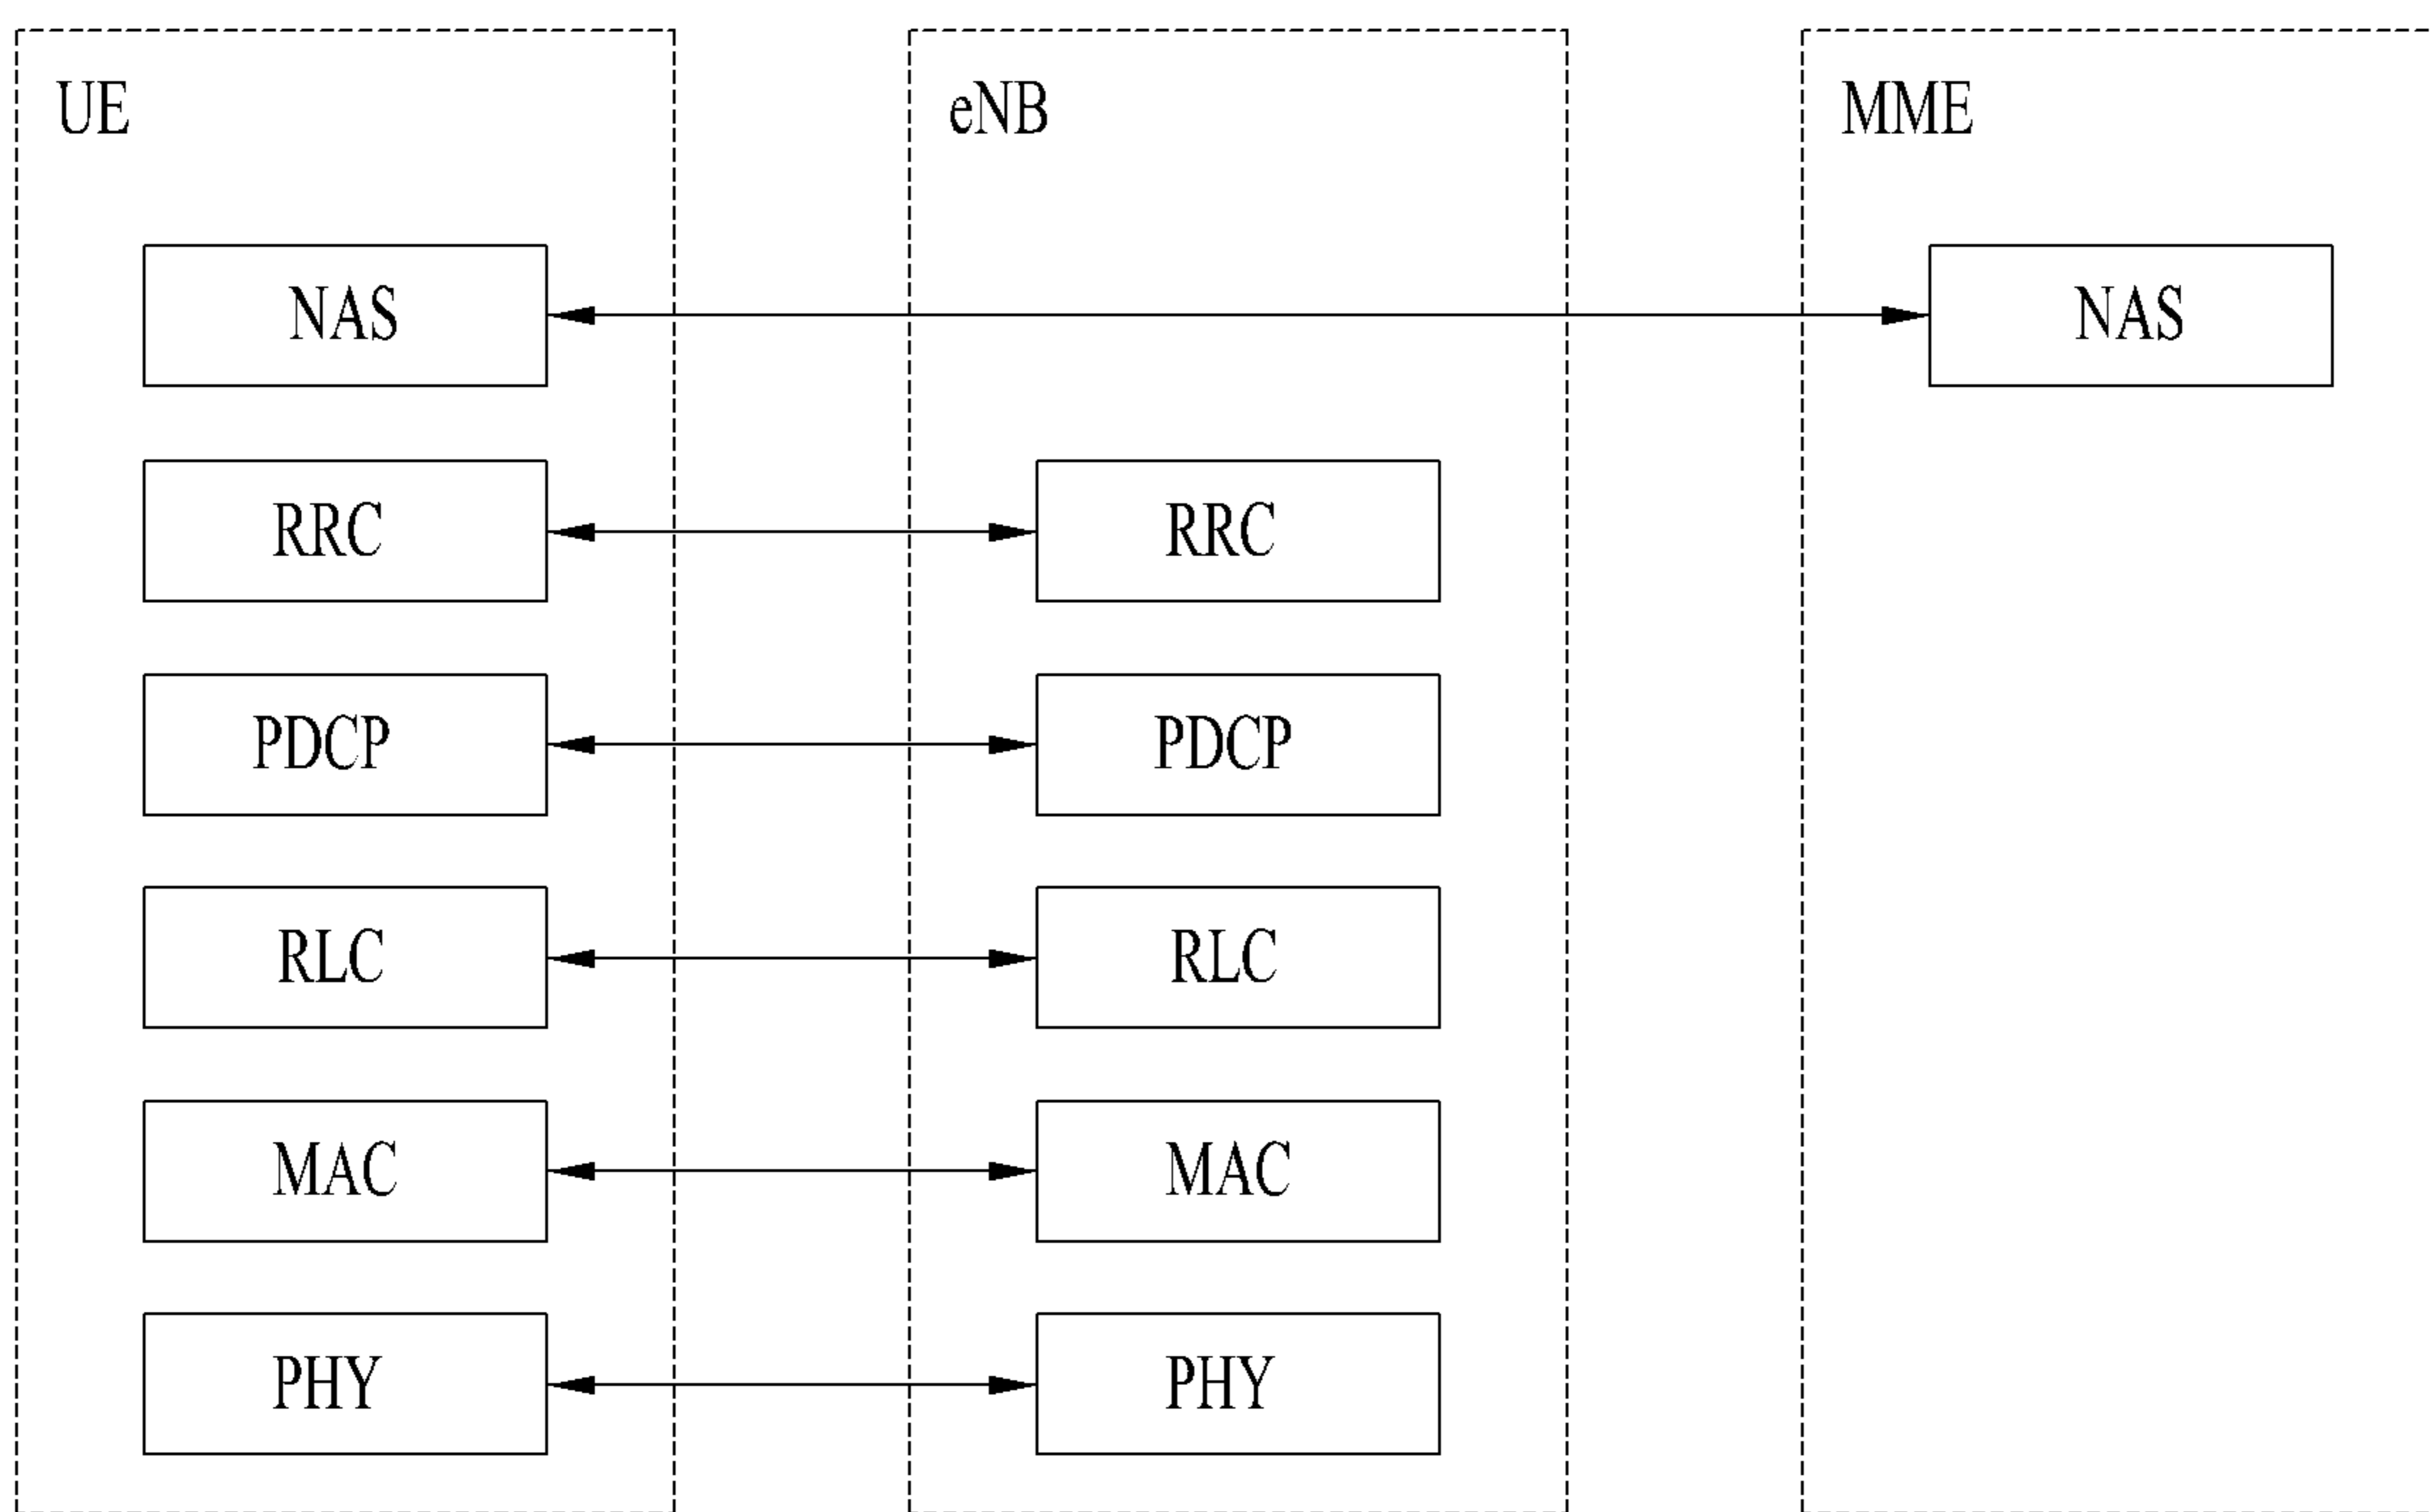 UE
eNB
MME
NAS
NAS
RRC
RRC
PDCP
PDCP
RLC
RLC
MAC
MAC
PHY
PHY